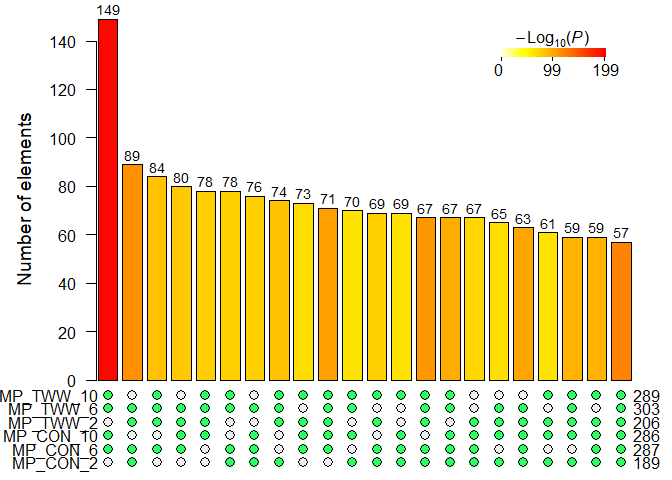 149
−Log10(P)
0 99 199
Number of elements
140
120
100
80
60
40
20
0
89 84 80 78 78 76 74 73 71 70 69 69 67 67 67 65 63 61 59 59 57
MP_TWW_10 289
MP_TWW_6 303
MP_TWW_2 206
MP_CON_10 286
MP_CON_6 287
MP_CON_2 189